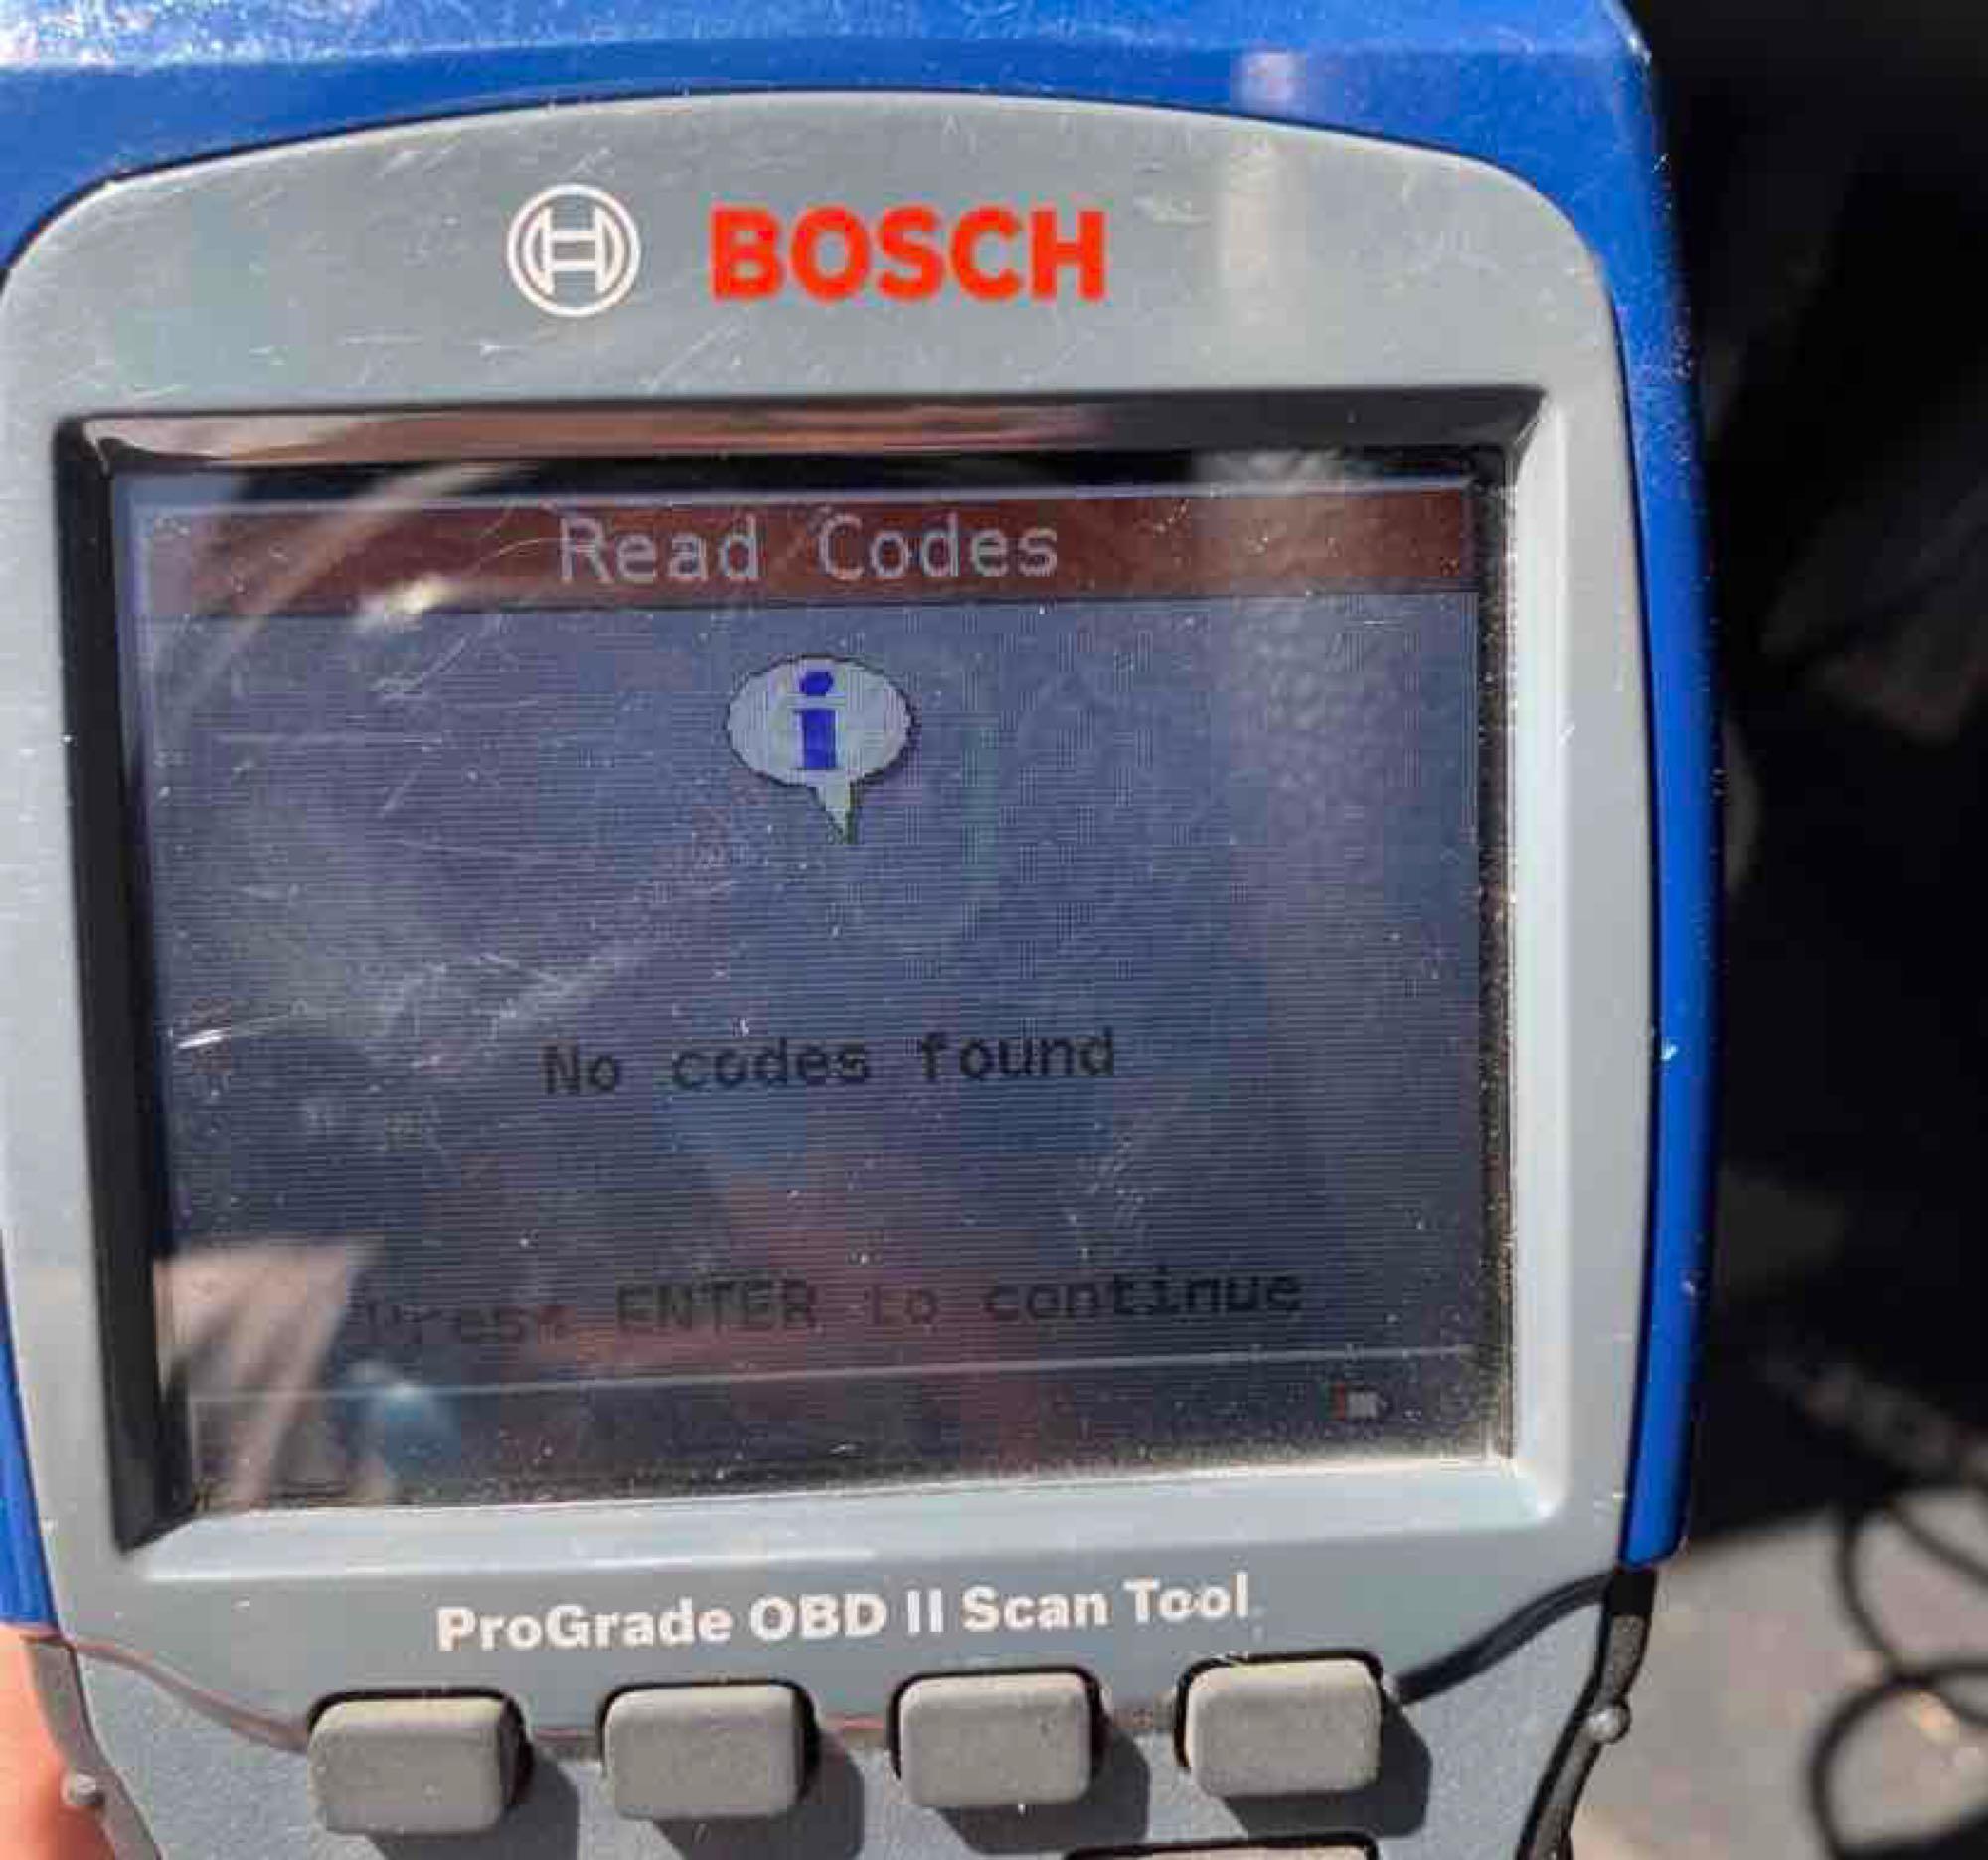 BOSCH
Read Codes
i
No codes found
Press ENTER to continue
ProGrade OBD II Scan Tool